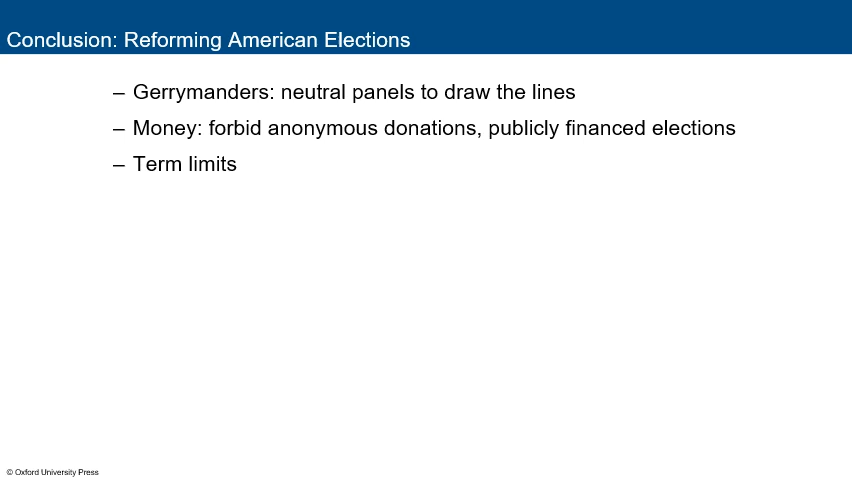 Conclusion: Reforming American Elections
– Gerrymanders: neutral panels to draw the lines
– Money: forbid anonymous donations, publicly financed elections
– Term limits
© Oxford University Press